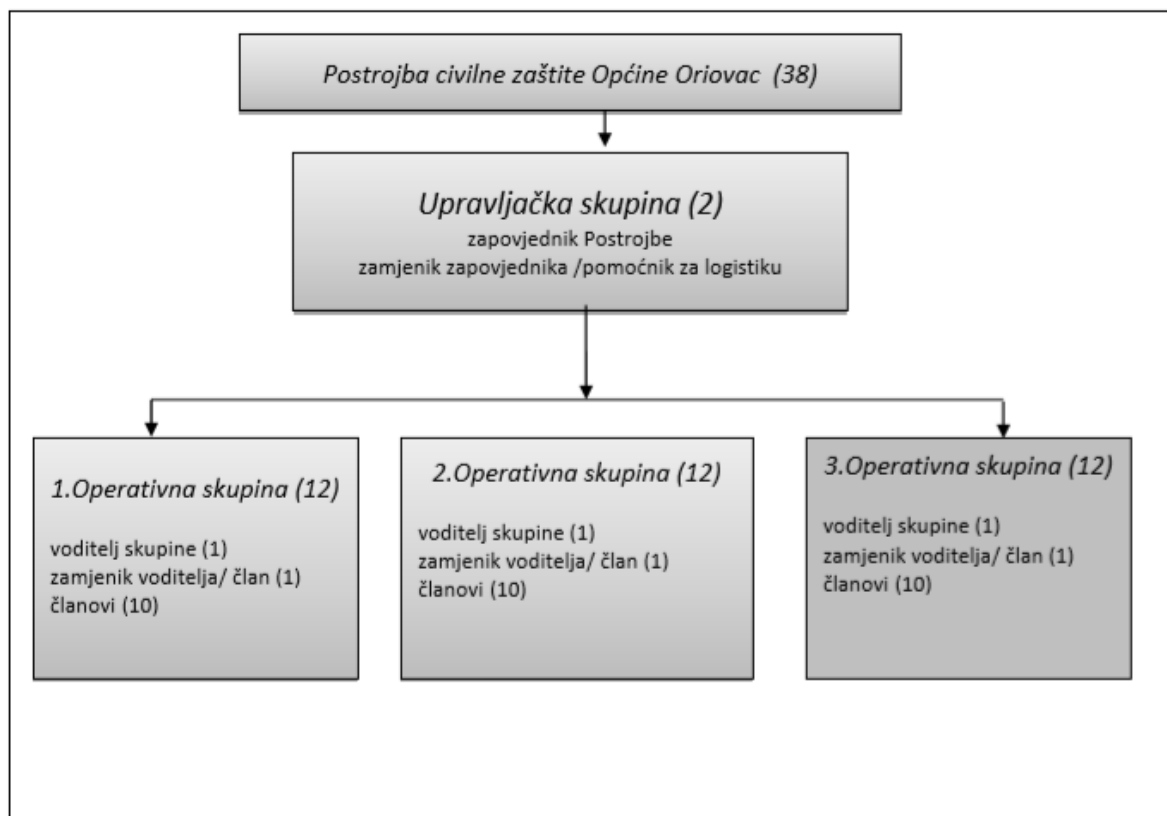 Postrojba civilne zaštite Općine Oriovac (38)
Upravljačka skupina (2)
zapovjednik Postrojbe
zamjenik zapovjednika /pomoćnik za logistiku
1.Operativna skupina (12)
voditelj skupine (1)
zamjenik voditelja/ član (1)
članovi (10)
2.Operativna skupina (12)
voditelj skupine (1)
zamjenik voditelja/ član (1)
članovi (10)
3.Operativna skupina (12)
voditelj skupine (1)
zamjenik voditelja/ član (1)
članovi (10)